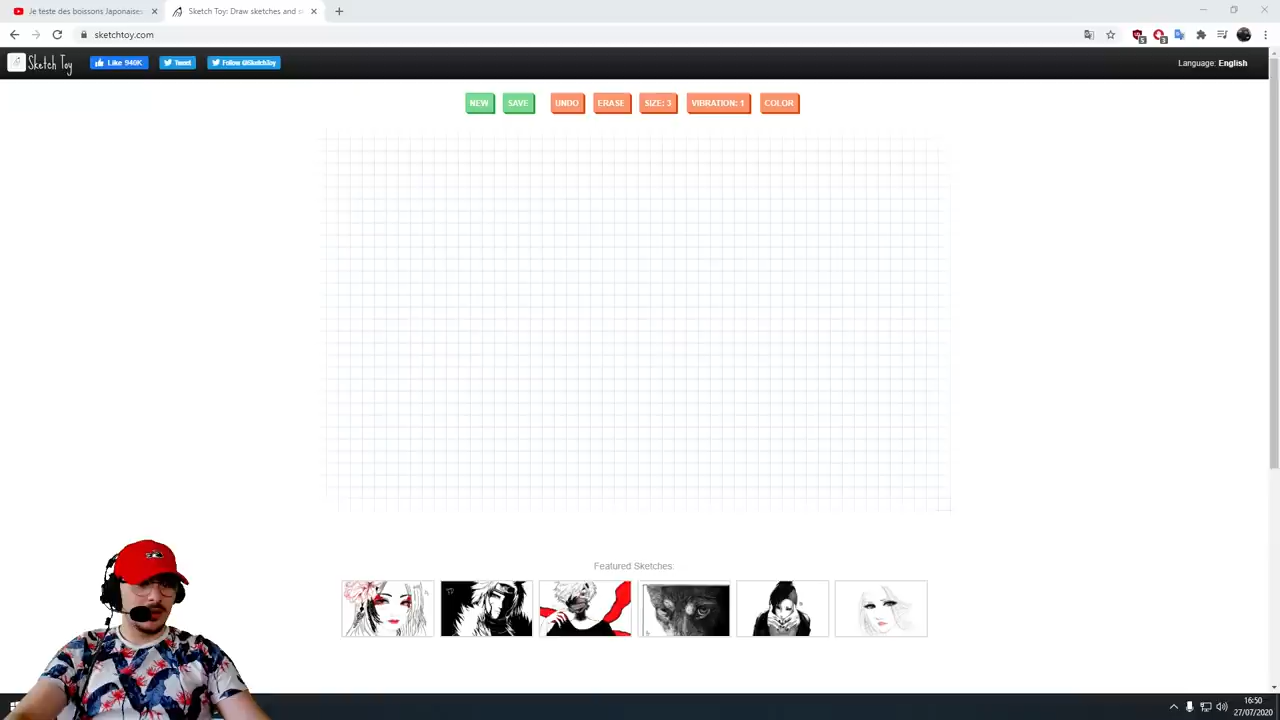 Je teste des boissons Japonaises
Sketch Toy: Draw sketches and s
sketchtoy.com
Sketch Toy
Like 940K
Tweet
Follow @SketchToy
Language: English
NEW
SAVE
UNDO
ERASE
SIZE: 3
VIBRATION: 1
COLOR
Featured Sketches:
16:50
27/07/2020